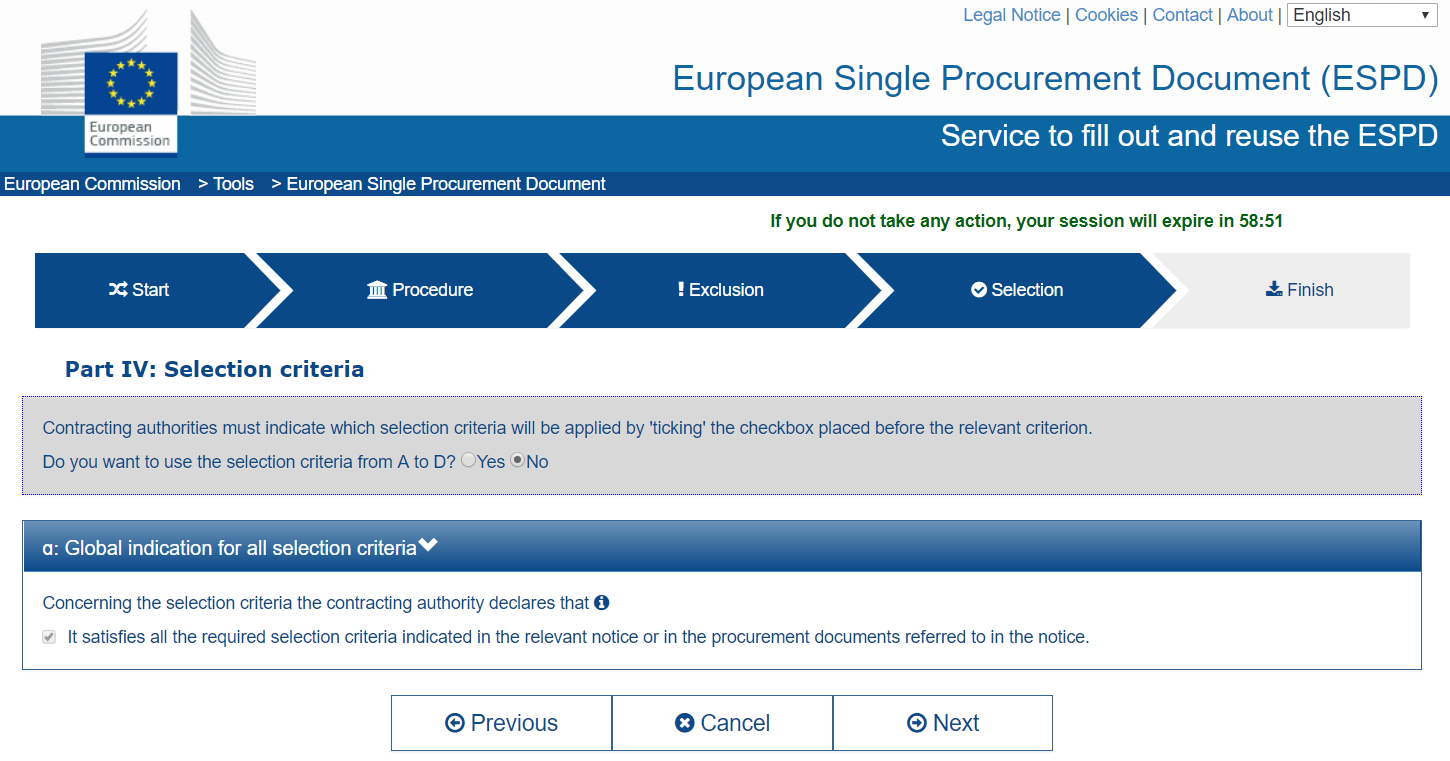 Legal Notice | Cookies | Contact | About | English
European Single Procurement Document (ESPD)
European
Commission
Service to fill out and reuse the ESPD
European Commission > Tools > European Single Procurement Document
If you do not take any action, your session will expire in 58:51
Start Procedure Exclusion Selection Finish
Part IV: Selection criteria
Contracting authorities must indicate which selection criteria will be applied by 'ticking' the checkbox placed before the relevant criterion.
Do you want to use the selection criteria from A to D? Yes No
α: Global indication for all selection criteria
Concerning the selection criteria the contracting authority declares that
It satisfies all the required selection criteria indicated in the relevant notice or in the procurement documents referred to in the notice.
Previous Cancel Next